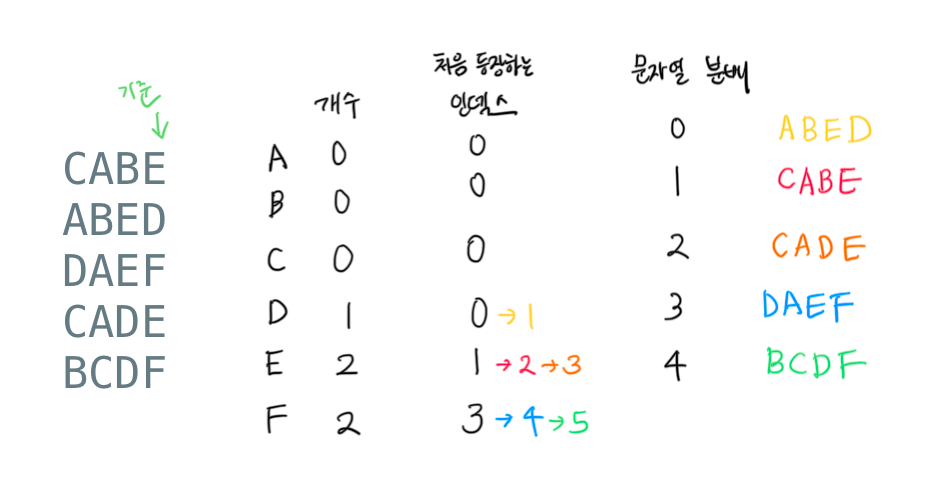 처음 등장하는 문자열 분배
기준 개수 인덱스
↓ 0 ABED
CABE A 0 0
B 0 0 1 CABE
ABED
DAEF C 0 0 2 CADE
CADE D 1 0 → 1 3 DAEF
BCDF E 2 1 → 2 → 3 4 BCDF
F 2 3 → 4 → 5